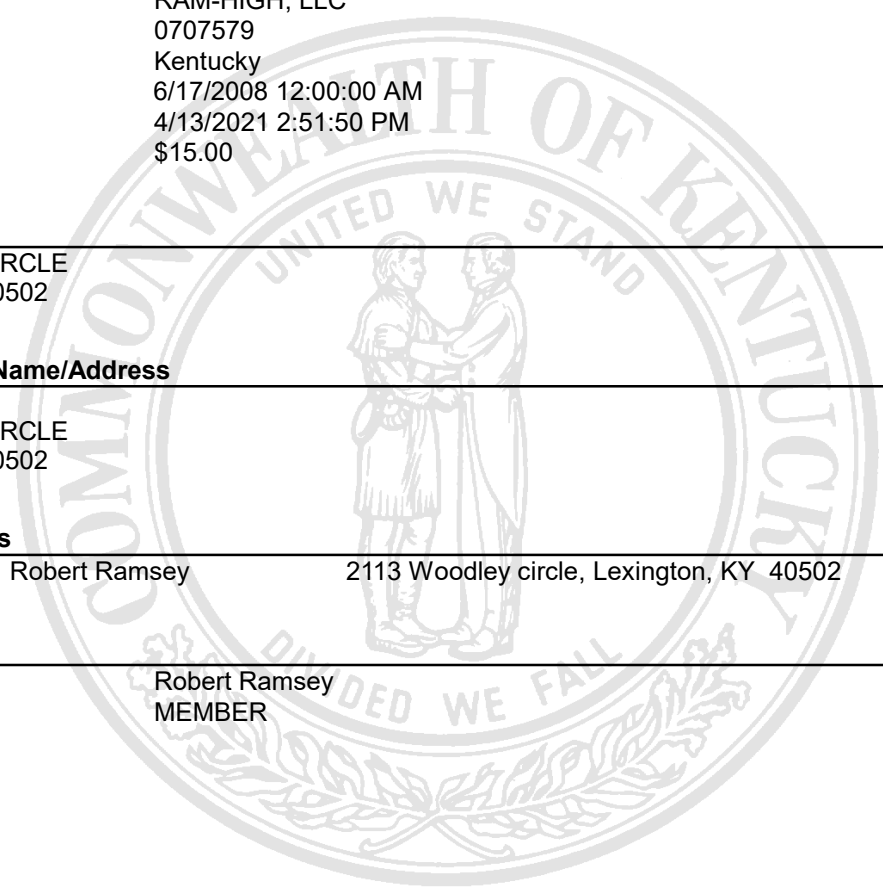 RAM-HIGH, LLC
0707579
Kentucky
6/17/2008 12:00:00 AM
4/13/2021 2:51:50 PM
$15.00
RCLE
0502
Name/Address
RCLE
0502
s
Robert Ramsey 2113 Woodley circle, Lexington, KY 40502
Robert Ramsey
MEMBER
COMMONWEALTH OF KENTUCKY
UNITED WE STAND
DIVIDED WE FALL